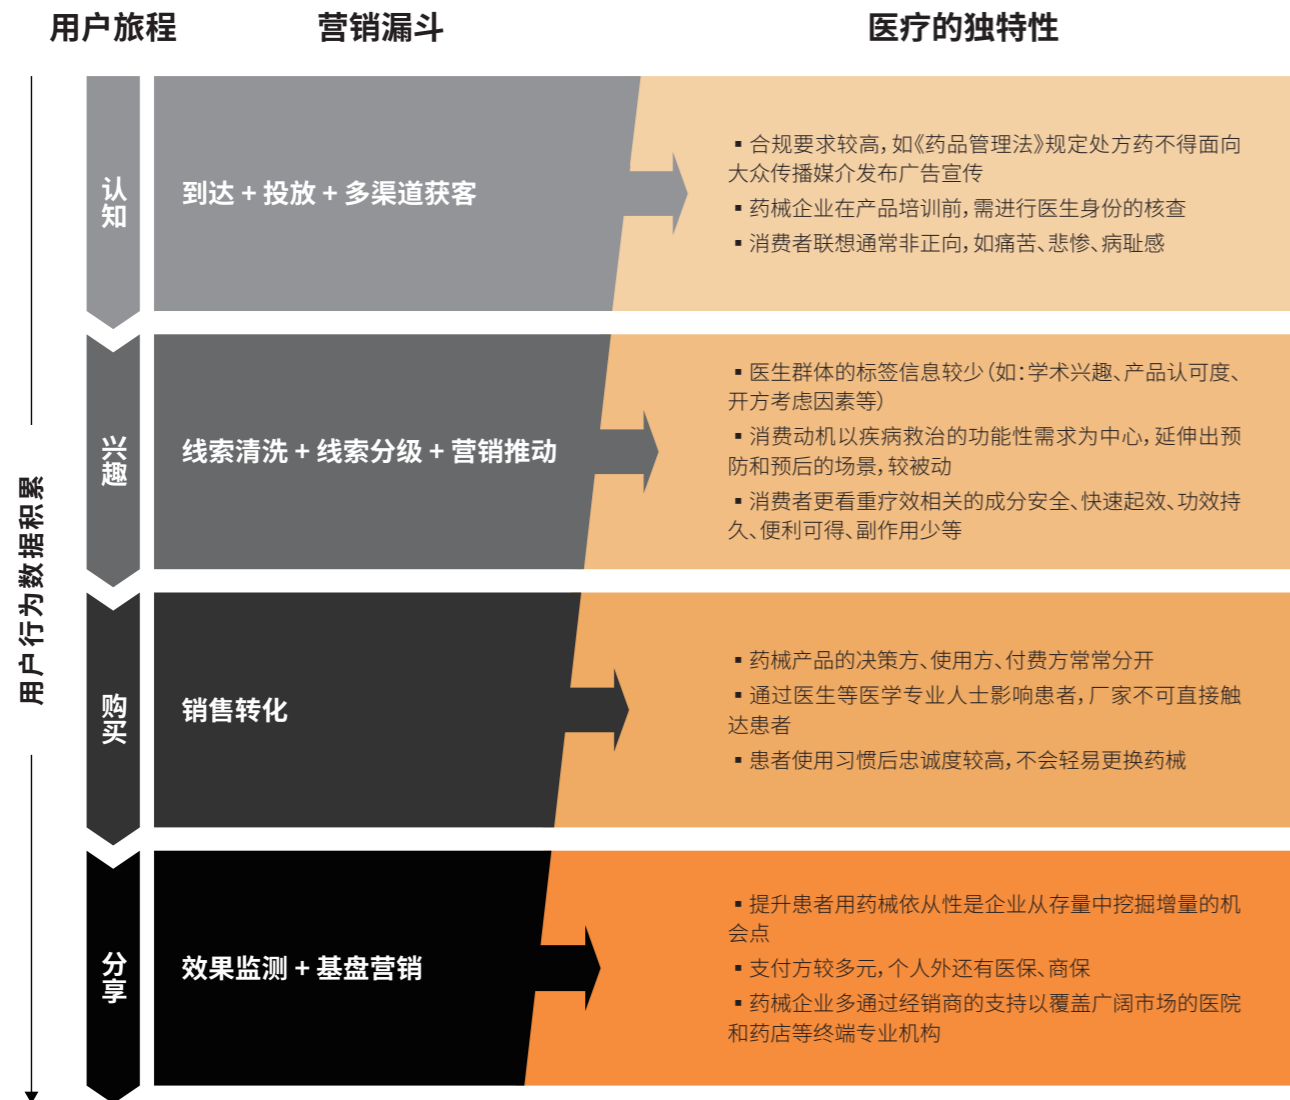 用户旅程
营销漏斗
医疗的独特性
用户行为数据积累
认知
到达 + 投放 + 多渠道获客
▪ 合规要求较高，如《药品管理法》规定处方药不得面向
大众传播媒介发布广告宣传
▪ 药械企业在产品培训前，需进行医生身份的核查
▪ 消费者联想通常非正向，如痛苦、悲惨、病耻感
兴趣
线索清洗 + 线索分级 + 营销推动
▪ 医生群体的标签信息较少（如：学术兴趣、产品认可度、
开方考虑因素等）
▪ 消费动机以疾病救治的功能性需求为中心，延伸出预
防和预后的场景，较被动
▪ 消费者更看重疗效相关的成分安全、快速起效、功效持
久、便利可得、副作用少等
购买
销售转化
▪ 药械产品的决策方、使用方、付费方常常分开
▪ 通过医生等医学专业人士影响患者，厂家不可直接触
达患者
▪ 患者使用习惯后忠诚度较高，不会轻易更换药械
分享
效果监测 + 基盘营销
▪ 提升患者用药械依从性是企业从存量中挖掘增量的机
会点
▪ 支付方较多元，个人外还有医保、商保
▪ 药械企业多通过经销商的支持以覆盖广阔市场的医院
和药店等终端专业机构